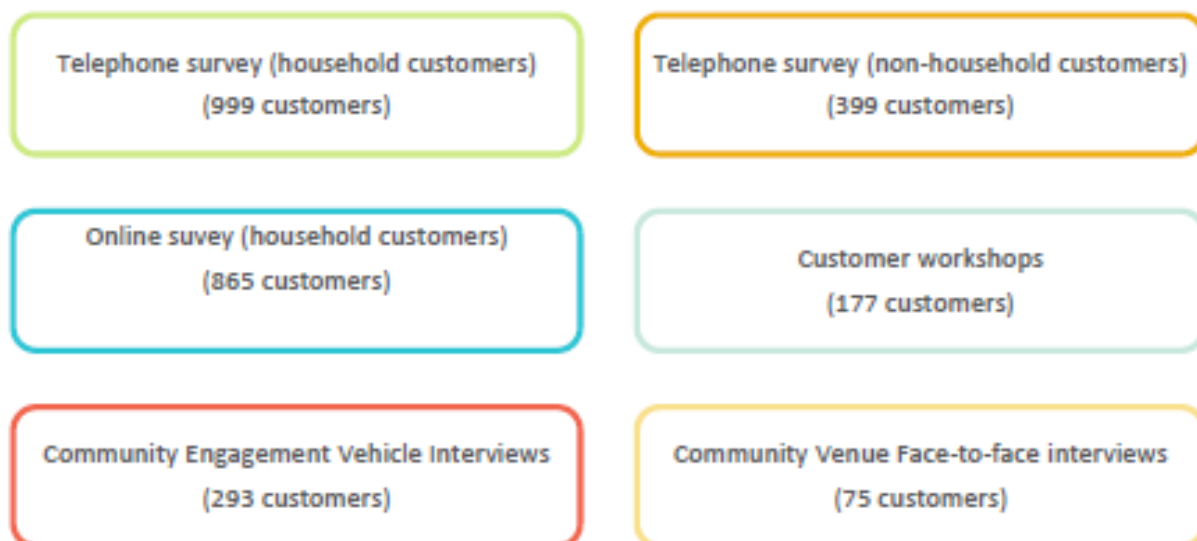 Telephone survey (household customers)
(999 customers)
Telephone survey (non-household customers)
(399 customers)
Online suvey (household customers)
(865 customers)
Customer workshops
(177 customers)
Community Engagement Vehicle Interviews
(293 customers)
Community Venue Face-to-face interviews
(75 customers)